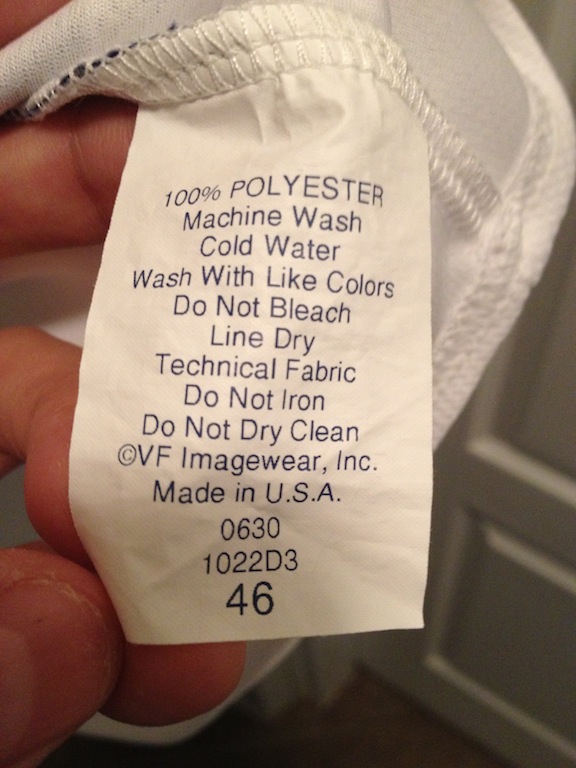 100% POLYESTER
Machine Wash
Cold Water
Wash With Like Colors
Do Not Bleach
Line Dry
Technical Fabric
Do Not Iron
Do Not Dry Clean
©VF Imagewear, Inc.
Made in U.S.A.
0630
1022D3
46